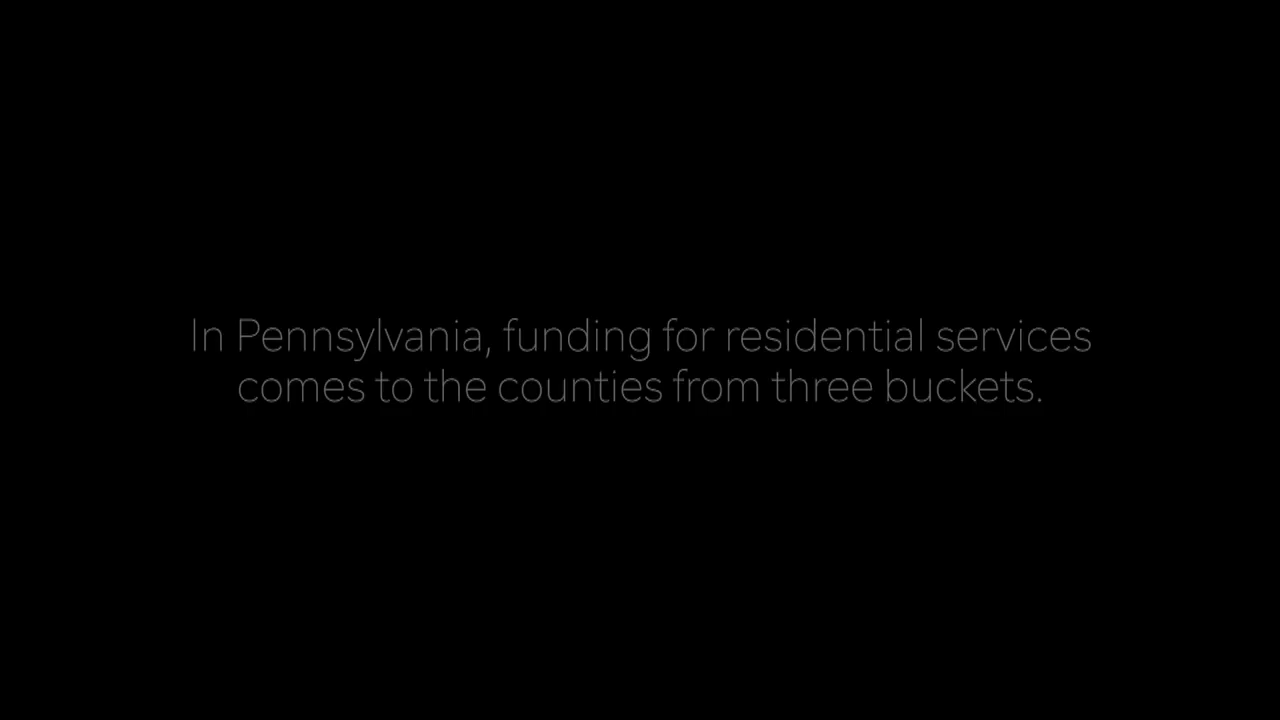 In Pennsylvania, funding for residential services
comes to the counties from three buckets.